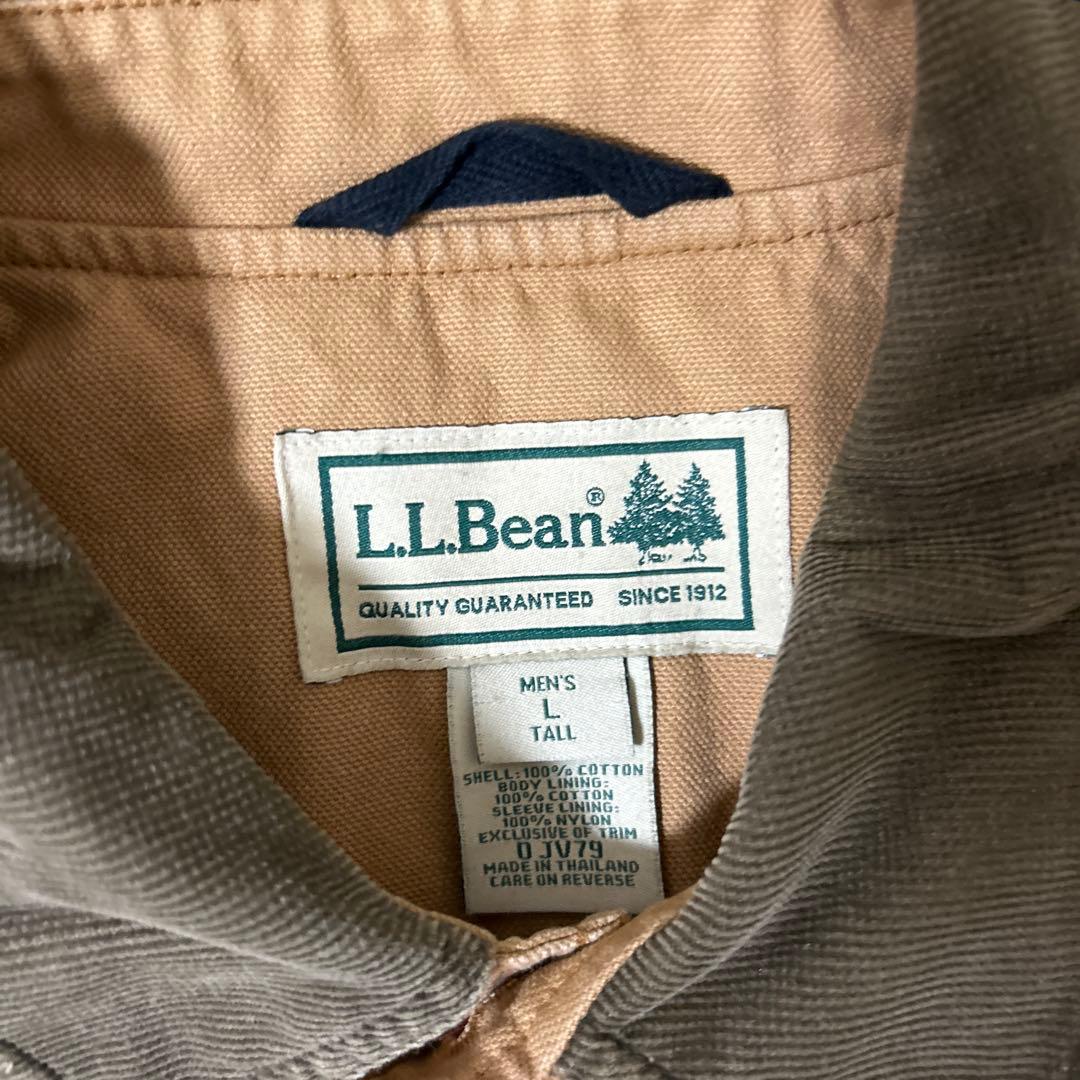 L.L.Bean®
QUALITY GUARANTEED SINCE 1912
MEN'S
L.
TALL
SHELL: 100% COTTON
BODY LINING:
100% COTTON
SLEEVE LINING:
100% NYLON
EXCLUSIVE OF TRIM
0 JV79
MADE IN THAILAND
CARE ON REVERSE